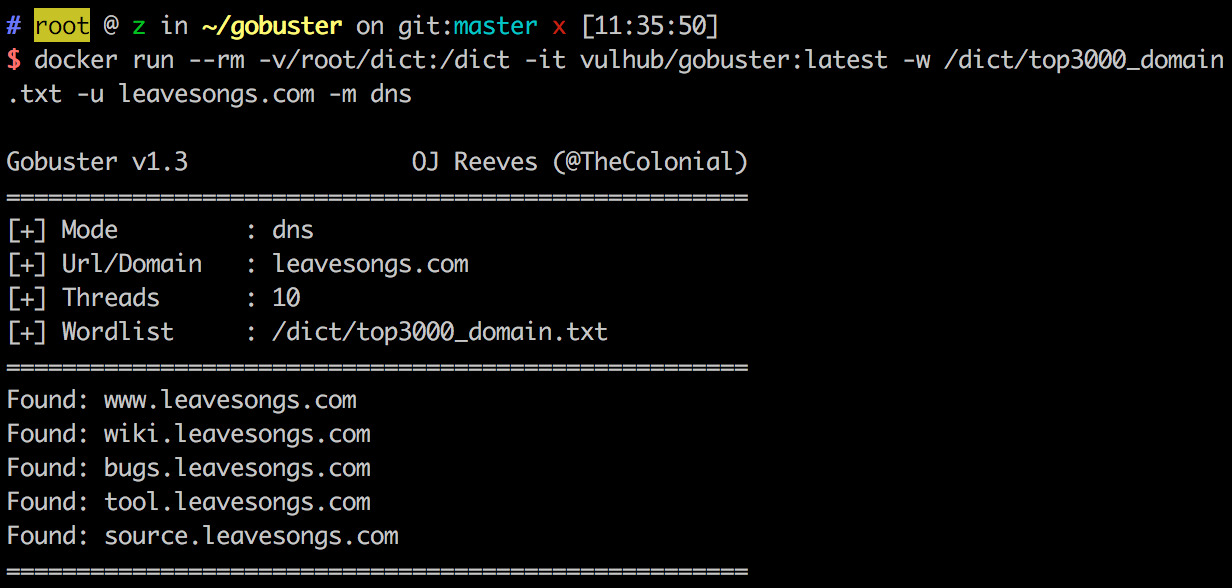 # root @ z in ~/gobuster on git:master x [11:35:50]
$ docker run --rm -v/root/dict:/dict -it vulhub/gobuster:latest -w /dict/top3000_domain
.txt -u leavesongs.com -m dns
Gobuster v1.3                OJ Reeves (@TheColonial)
=====================================================
[+] Mode         : dns
[+] Url/Domain   : leavesongs.com
[+] Threads      : 10
[+] Wordlist     : /dict/top3000_domain.txt
=====================================================
Found: www.leavesongs.com
Found: wiki.leavesongs.com
Found: bugs.leavesongs.com
Found: tool.leavesongs.com
Found: source.leavesongs.com
=====================================================